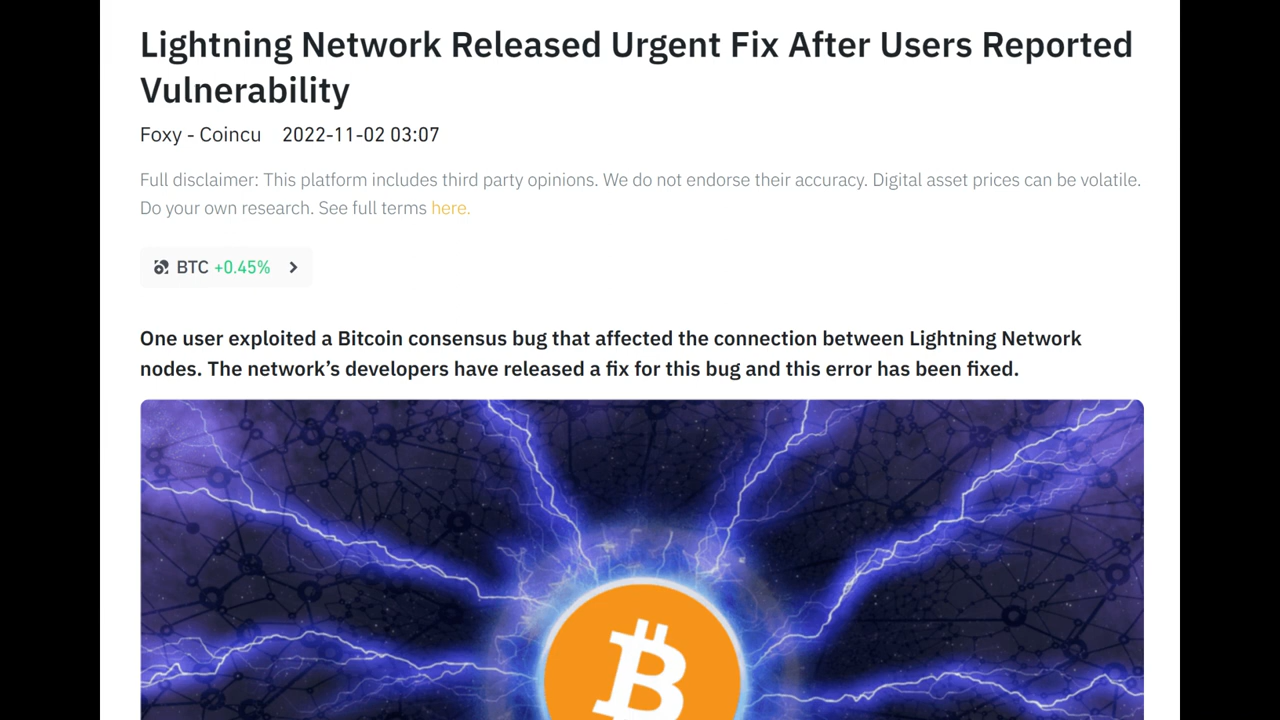 Lightning Network Released Urgent Fix After Users Reported
Vulnerability
Foxy - Coincu 2022-11-02 03:07
Full disclaimer: This platform includes third party opinions. We do not endorse their accuracy. Digital asset prices can be volatile.
Do your own research. See full terms here.
BTC +0.45%
One user exploited a Bitcoin consensus bug that affected the connection between Lightning Network
nodes. The network’s developers have released a fix for this bug and this error has been fixed.